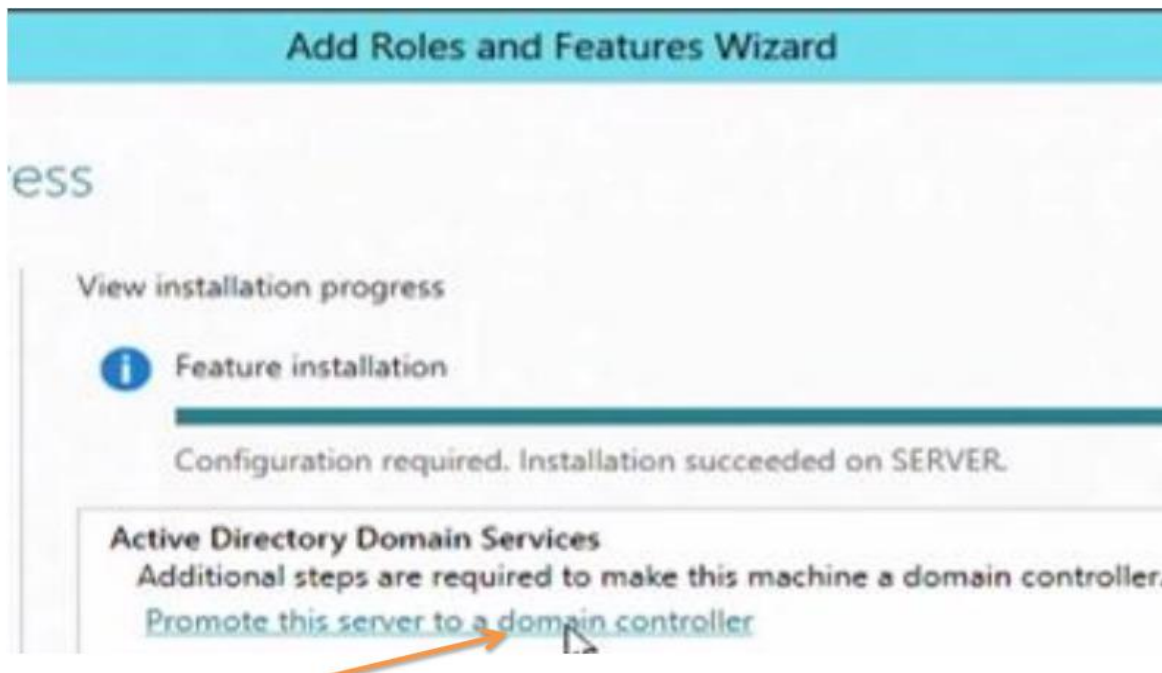 Add Roles and Features Wizard
ess
View installation progress
Feature installation
Configuration required. Installation succeeded on SERVER.
Active Directory Domain Services
Additional steps are required to make this machine a domain controller.
Promote this server to a domain controller